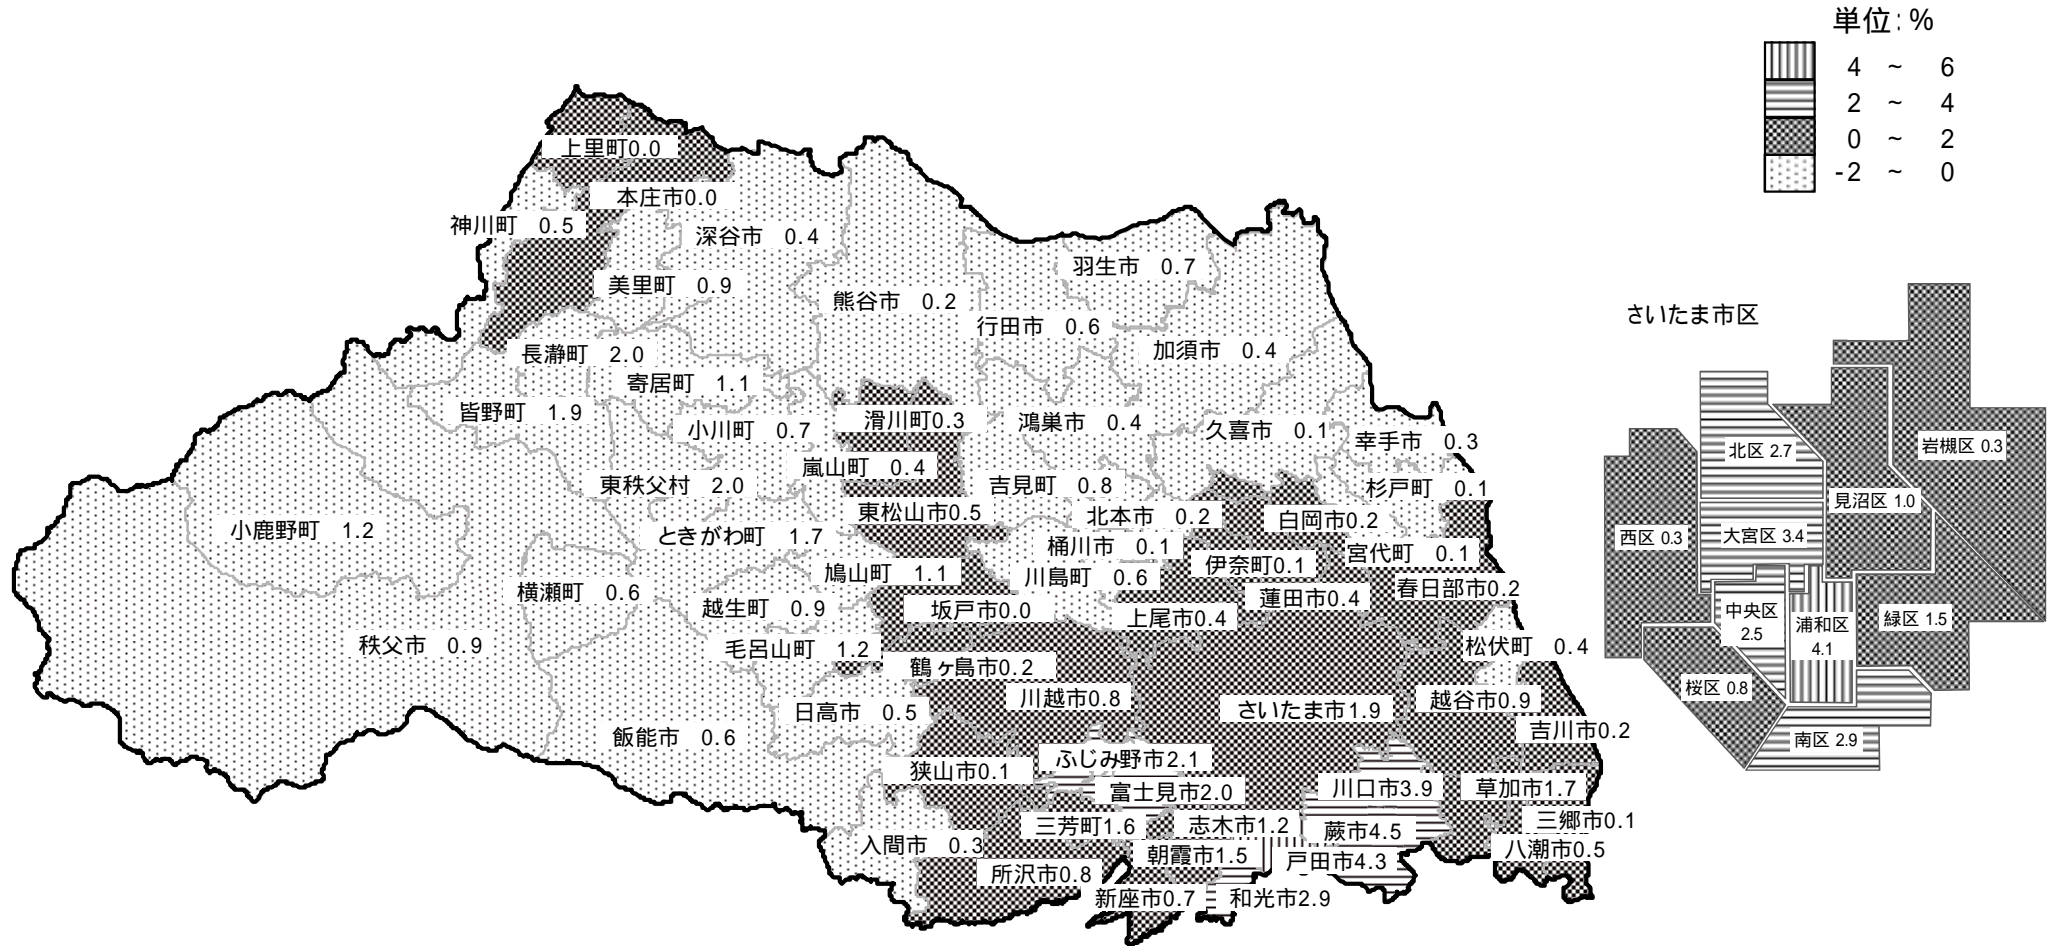 単位：%
4 ～ 6
2 ～ 4
0 ～ 2
-2 ～ 0
上里町0.0
本庄市0.0
神川町 0.5
深谷市 0.4
美里町 0.9
羽生市 0.7
熊谷市 0.2
行田市 0.6
加須市 0.4
長瀞町 2.0
寄居町 1.1
皆野町 1.9
小川町 0.7
滑川町0.3
鴻巣市 0.4
久喜市 0.1
幸手市 0.3
嵐山町 0.4
東秩父村 2.0
吉見町 0.8
杉戸町 0.1
東松山市0.5
北本市 0.2
白岡市0.2
小鹿野町 1.2
ときがわ町 1.7
桶川市 0.1
宮代町 0.1
鳩山町 1.1
川島町 0.6
伊奈町0.1
春日部市0.2
横瀬町 0.6
越生町 0.9
坂戸市0.0
上尾市0.4
蓮田市0.4
秩父市 0.9
毛呂山町 1.2
鶴ヶ島市0.2
松伏町 0.4
川越市0.8
さいたま市1.9
越谷市0.9
日高市 0.5
飯能市 0.6
吉川市0.2
狭山市0.1
ふじみ野市2.1
富士見市2.0
川口市3.9
草加市1.7
三芳町1.6
志木市1.2
蕨市4.5
三郷市0.1
入間市 0.3
朝霞市1.5
戸田市4.3
八潮市0.5
所沢市0.8
新座市0.7
和光市2.9
さいたま市区
岩槻区 0.3
北区 2.7
見沼区 1.0
西区 0.3
大宮区 3.4
中央区
2.5
浦和区
4.1
緑区 1.5
桜区 0.8
南区 2.9